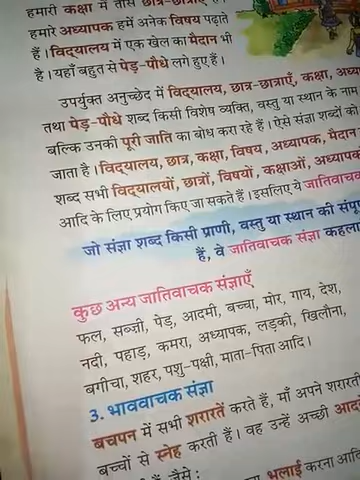 हमारी कक्षा में तीस छात्र-छात्राएँ
हमारे अध्यापक हमें अनेक विषय पढ़ाते
हैं। विद्यालय में एक खेल का मैदान भी
है। यहाँ बहुत से पेड़-पौधे लगे हुए हैं।
उपर्युक्त अनुच्छेद में विद्यालय, छात्र-छात्राएँ, कक्षा,
तथा पेड़-पौधे शब्द किसी विशेष व्यक्ति, वस्तु या स्थान के नाम
बल्कि उनकी पूरी जाति का बोध करा रहे हैं। ऐसे संज्ञा शब्दों को
जाता है। विद्यालय, छात्र, कक्षा, विषय, अध्यापक, मैदान
शब्द सभी विद्यालयों, छात्रों, विषयों, कक्षाओं,
आदि के लिए प्रयोग किए जा सकते हैं। इसलिए ये जातिवाचक
जो संज्ञा शब्द किसी प्राणी, वस्तु या स्थान की
हैं, वे जातिवाचक संज्ञा
कुछ अन्य जातिवाचक संज्ञाएँ
फल, सब्ज़ी, पेड़, आदमी, बच्चा, मोर, गाय, देश,
नदी, पहाड़, कमरा, अध्यापक, लड़की, खिलौना,
बगीचा, शहर, पशु-पक्षी, माता-पिता आदि।
3. भाववाचक संज्ञा
बचपन में सभी शरारतें करते हैं, माँ अपने शरारती
बच्चों से स्नेह करती हैं। वह उन्हें अच्छी
जैसे: भलाई करना